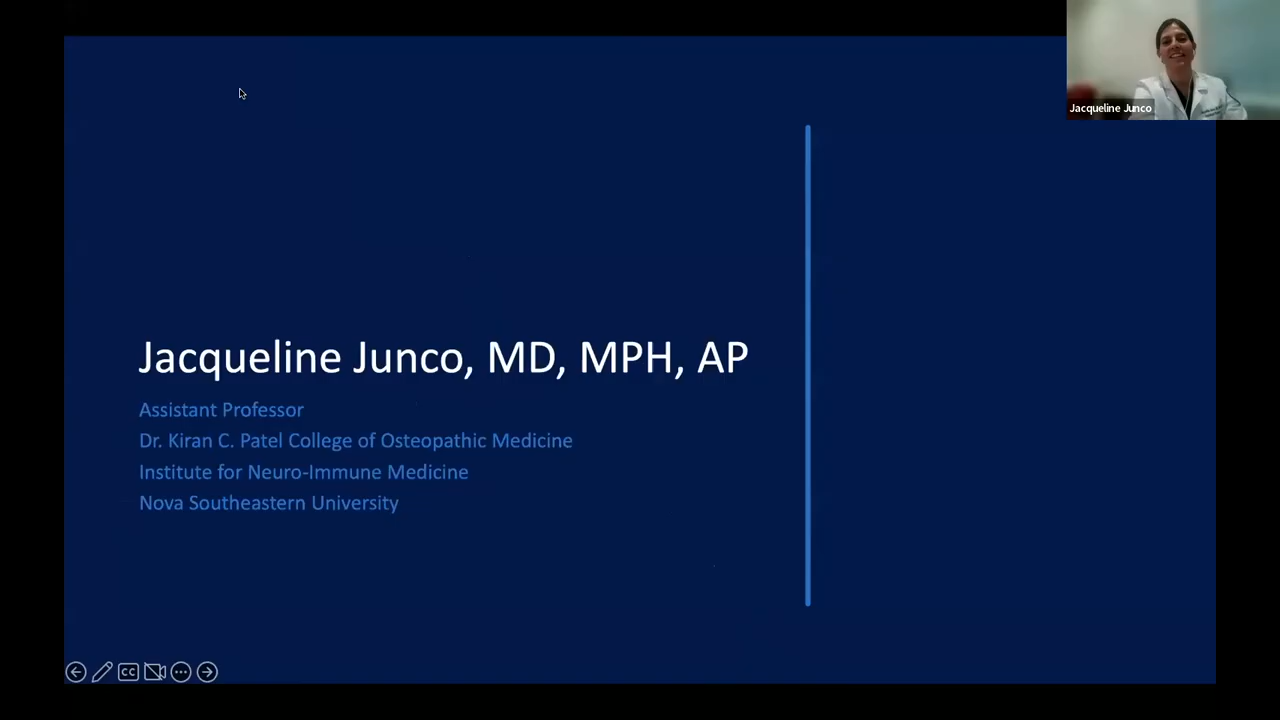 Jacqueline Junco
Jacqueline Junco, MD, MPH, AP
Assistant Professor
Dr. Kiran C. Patel College of Osteopathic Medicine
Institute for Neuro-Immune Medicine
Nova Southeastern University
CC